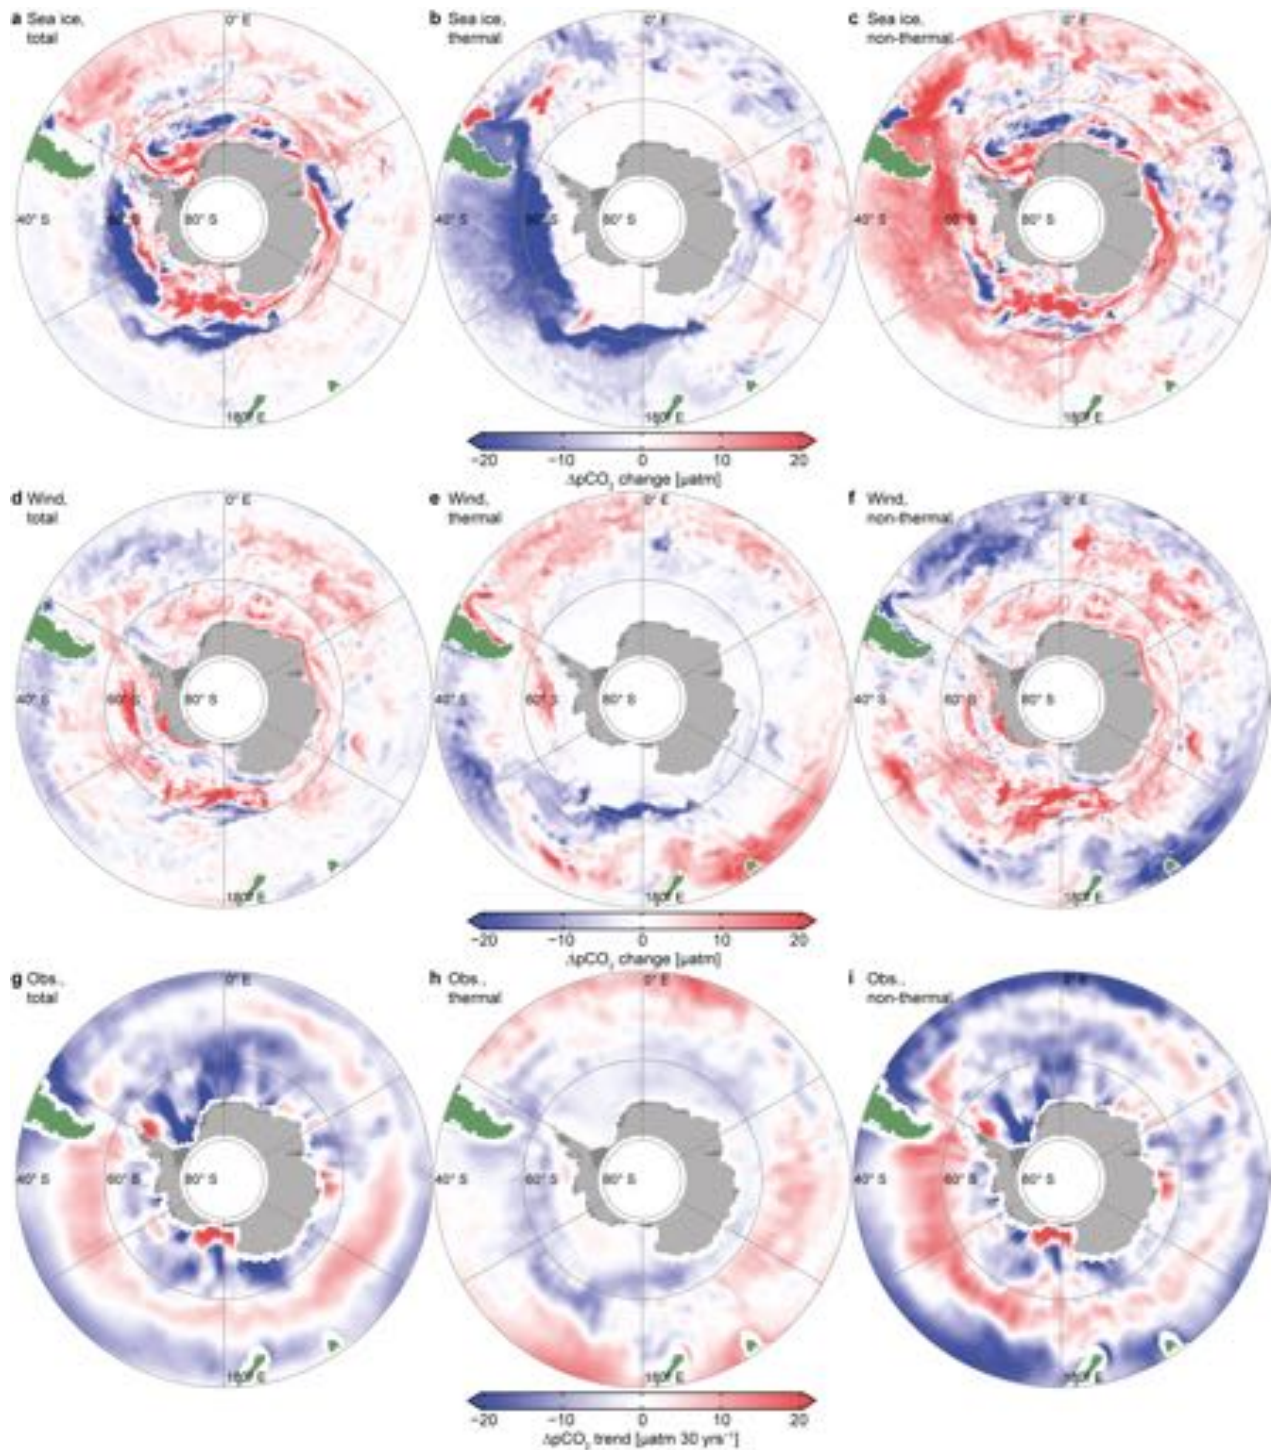 a Sea ice, total
0° E
40° S
60° S
80° S
180° E
b Sea ice, thermal
0° E
40° S
60° S
80° S
180° E
c Sea ice, non-thermal
0° E
40° S
60° S
80° S
180° E
−20 −10 0 10 20
ΔpCO₂ change [µatm]
d Wind, total
0° E
40° S
60° S
80° S
180° E
e Wind, thermal
0° E
40° S
60° S
80° S
180° E
f Wind, non-thermal
0° E
40° S
60° S
80° S
180° E
−20 −10 0 10 20
ΔpCO₂ change [µatm]
g Obs., total
0° E
40° S
60° S
80° S
180° E
h Obs., thermal
0° E
40° S
60° S
80° S
180° E
i Obs., non-thermal
0° E
40° S
60° S
80° S
180° E
−20 −10 0 10 20
ΔpCO₂ trend [µatm 30 yrs⁻¹]